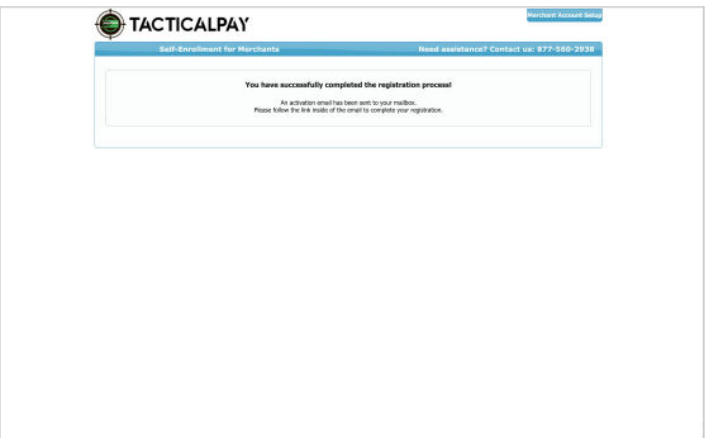 TACTICALPAY
Merchant Account Setup
Self-Enrollment for Merchants
Need assistance? Contact us: 877-560-2938
You have successfully completed the registration process!
An activation email has been sent to your mailbox.
Please follow the link inside of the email to complete your registration.